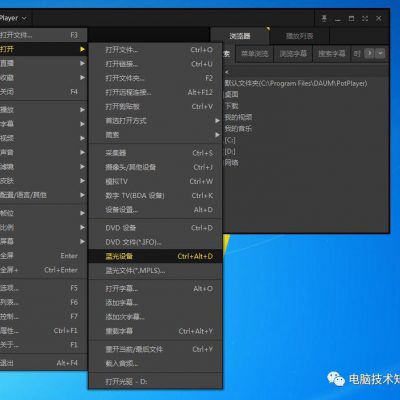 Player
打开文件... F3
打开
直播
收藏
关闭 F4
播放
字幕
视频
声音
滤镜
皮肤
配置/语言/其他
帧位
比例
屏幕
全屏 Enter
全屏+ Ctrl+Enter
选项... F5
列表... F6
控制... F7
属性... Ctrl+F1
关于... F1
退出 Alt+F4
打开文件... Ctrl+O
打开链接... Ctrl+U
打开文件夹... F2
打开远程连接... Alt+F12
打开剪贴板 Ctrl+V
首选打开方式
简索
采集器 Ctrl+S
摄像头/其他设备 Ctrl+J
模拟TV Ctrl+W
数字 TV(BDA 设备) Ctrl+K
设备设置... Alt+D
DVD 设备 Ctrl+D
DVD 文件(*.IFO)...
蓝光设备 Ctrl+Alt+D
蓝光文件(*.MPLS)...
打开字幕... Alt+O
添加字幕...
添加次字幕...
重载字幕 Ctrl+Alt+Y
重开当前/最后文件 Ctrl+Y
载入音频...
打开光驱 - D:
浏览器 播放列表
索 菜单浏览 浏览字幕 搜索字幕 时
<
默认文件夹(C:\Program Files\DAUM\PotPlayer)
桌面
下载
我的视频
我的音乐
[C:]
[D:]
网络
电脑技术知